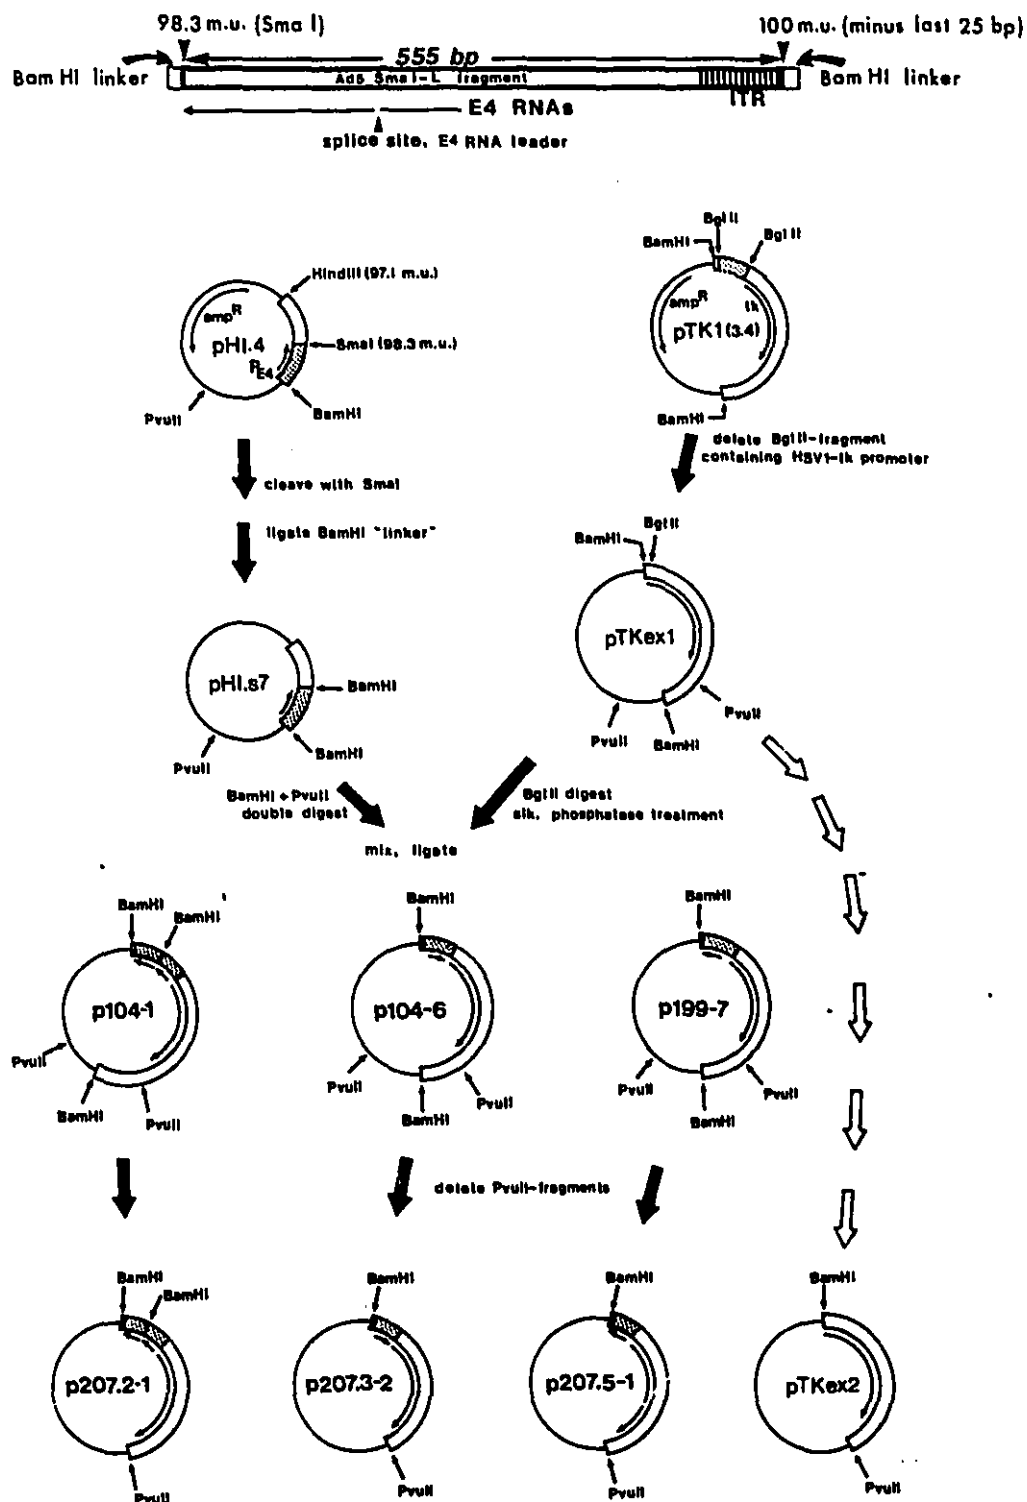 98.3 m.u. (Sma I)
100 m.u. (minus last 25 bp)
555 bp
Bam HI linker
Ad5 SmaI-L fragment
Bam HI linker
ITR
E4 RNAs
splice site, E4 RNA leader
HindIII (97.1 m.u.)
ampR
pHI.4
SmaI (98.3 m.u.)
PE4
BamHI
PvuII
BglII
BamHI
BglII
ampR
tk
pTK1(3.4)
BamHI
cleave with SmaI
ligate BamHI "linker"
delete BglII-fragment
containing HSV1-tk promoter
BglII
BamHI
pTKex1
PvuII
PvuII
BamHI
pHI.s7
BamHI
BamHI
PvuII
BamHI + PvuII
double digest
BglII digest
alk. phosphatase treatment
mix, ligate
BamHI
BamHI
p104-1
PvuII
BamHI
PvuII
BamHI
p104-6
PvuII
PvuII
BamHI
BamHI
p199-7
PvuII
PvuII
BamHI
delete PvuII-fragments
BamHI
BamHI
p207.2-1
PvuII
BamHI
p207.3-2
PvuII
BamHI
p207.5-1
PvuII
BamHI
pTKex2
PvuII